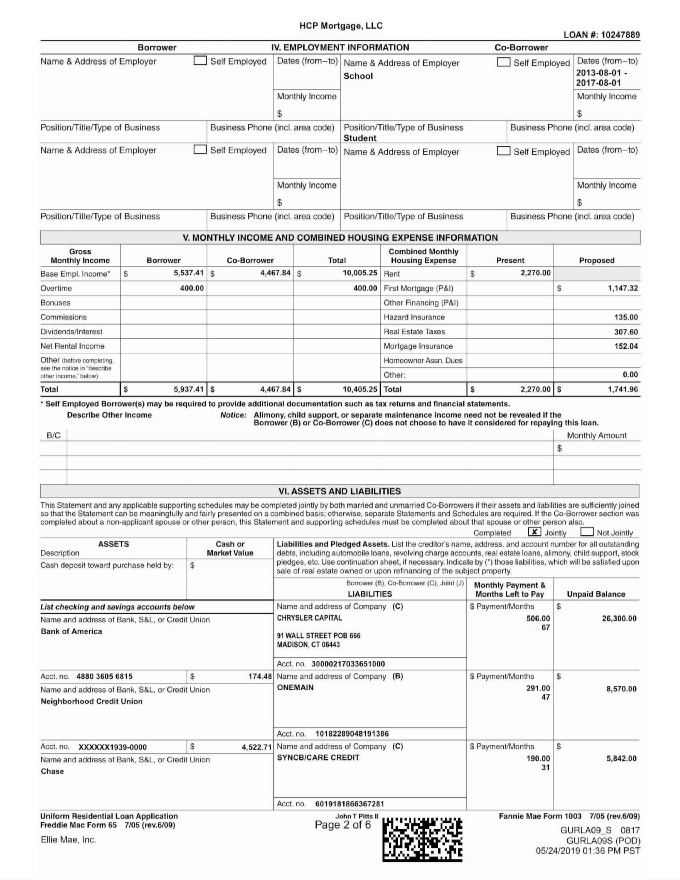 HCP Mortgage, LLC
LOAN #: 10247889
Borrower IV. EMPLOYMENT INFORMATION Co-Borrower
Name & Address of Employer Self Employed Dates (from–to) Name & Address of Employer Self Employed Dates (from–to)
School 2013-08-01 -
2017-08-01
Monthly Income Monthly Income
$ $
Position/Title/Type of Business Business Phone (incl. area code) Position/Title/Type of Business Business Phone (incl. area code)
Student
Name & Address of Employer Self Employed Dates (from–to) Name & Address of Employer Self Employed Dates (from–to)
Monthly Income Monthly Income
$ $
Position/Title/Type of Business Business Phone (incl. area code) Position/Title/Type of Business Business Phone (incl. area code)
V. MONTHLY INCOME AND COMBINED HOUSING EXPENSE INFORMATION
Gross Combined Monthly
Monthly Income Borrower Co-Borrower Total Housing Expense Present Proposed
Base Empl. Income* $ 5,537.41 $ 4,467.84 $ 10,005.25 Rent $ 2,270.00
Overtime 400.00 400.00 First Mortgage (P&I) $ 1,147.32
Bonuses Other Financing (P&I)
Commissions Hazard Insurance 135.00
Dividends/Interest Real Estate Taxes 307.60
Net Rental Income Mortgage Insurance 152.04
Other (before completing, Homeowner Assn. Dues
see the notice in "describe
other income," below) Other: 0.00
Total $ 5,937.41 $ 4,467.84 $ 10,405.25 Total $ 2,270.00 $ 1,741.96
* Self Employed Borrower(s) may be required to provide additional documentation such as tax returns and financial statements.
Describe Other Income Notice: Alimony, child support, or separate maintenance income need not be revealed if the
Borrower (B) or Co-Borrower (C) does not choose to have it considered for repaying this loan.
B/C Monthly Amount
$
VI. ASSETS AND LIABILITIES
This Statement and any applicable supporting schedules may be completed jointly by both married and unmarried Co-Borrowers if their assets and liabilities are sufficiently joined
so that the Statement can be meaningfully and fairly presented on a combined basis; otherwise, separate Statements and Schedules are required. If the Co-Borrower section was
completed about a non-applicant spouse or other person, this Statement and supporting schedules must be completed about that spouse or other person also.
Completed X Jointly Not Jointly
ASSETS Cash or Liabilities and Pledged Assets. List the creditor's name, address, and account number for all outstanding
Description Market Value debts, including automobile loans, revolving charge accounts, real estate loans, alimony, child support, stock
Cash deposit toward purchase held by: $ pledges, etc. Use continuation sheet, if necessary. Indicate by (*) those liabilities, which will be satisfied upon
sale of real estate owned or upon refinancing of the subject property.
Borrower (B), Co-Borrower (C), Joint (J) Monthly Payment &
LIABILITIES Months Left to Pay Unpaid Balance
List checking and savings accounts below Name and address of Company (C) $ Payment/Months $
Name and address of Bank, S&L, or Credit Union CHRYSLER CAPITAL 506.00 26,300.00
67
Bank of America
91 WALL STREET POB 666
MADISON, CT 06443
Acct. no. 30000217033651000
Acct. no. 4880 3605 6815 $ 174.48 Name and address of Company (B) $ Payment/Months $
Name and address of Bank, S&L, or Credit Union ONEMAIN 291.00 8,570.00
47
Neighborhood Credit Union
Acct. no. 10182289048191386
Acct. no. XXXXXX1939-0000 $ 4,522.71 Name and address of Company (C) $ Payment/Months $
Name and address of Bank, S&L, or Credit Union SYNCB/CARE CREDIT 190.00 5,842.00
31
Chase
Acct. no. 6019181866367281
Uniform Residential Loan Application John T Pitts II Fannie Mae Form 1003 7/05 (rev.6/09)
Freddie Mac Form 65 7/05 (rev.6/09) Page 2 of 6
Ellie Mae, Inc. GURLA09_S 0817
GURLA09S (POD)
05/24/2019 01:36 PM PST